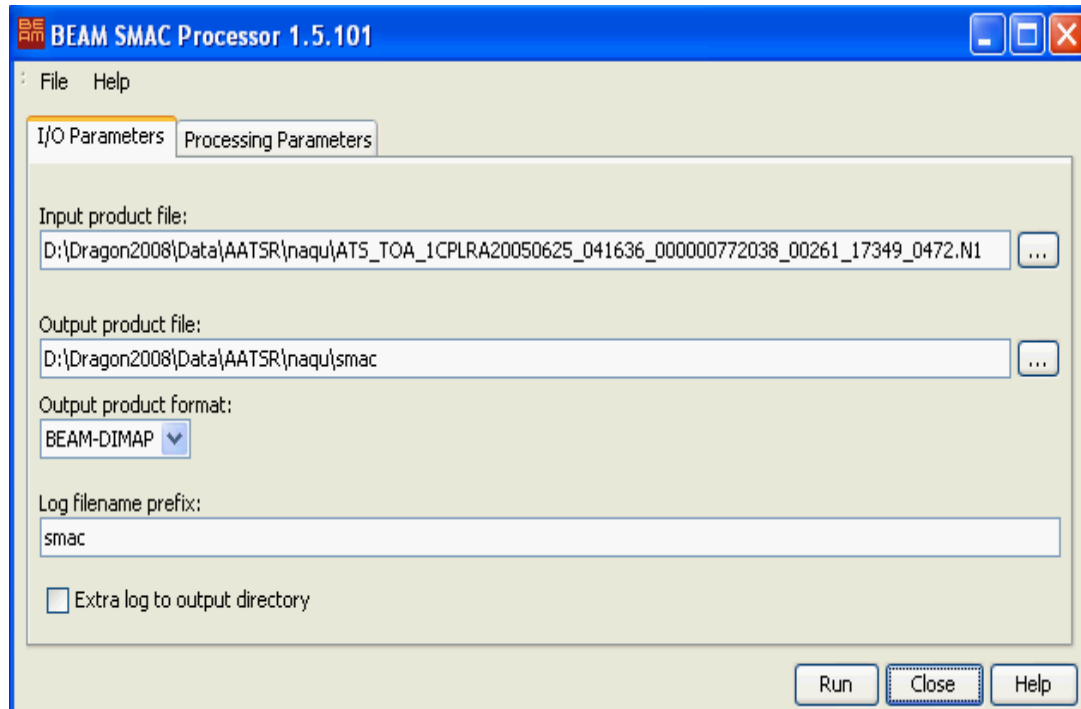 BEAM SMAC Processor 1.5.101
File Help
I/O Parameters Processing Parameters
Input product file:
D:\Dragon2008\Data\AATSR\naqu\ATS_TOA_1CPLRA20050625_041636_000000772038_00261_17349_0472.N1 ...
Output product file:
D:\Dragon2008\Data\AATSR\naqu\smac ...
Output product format:
BEAM-DIMAP
Log filename prefix:
smac
Extra log to output directory
Run Close Help